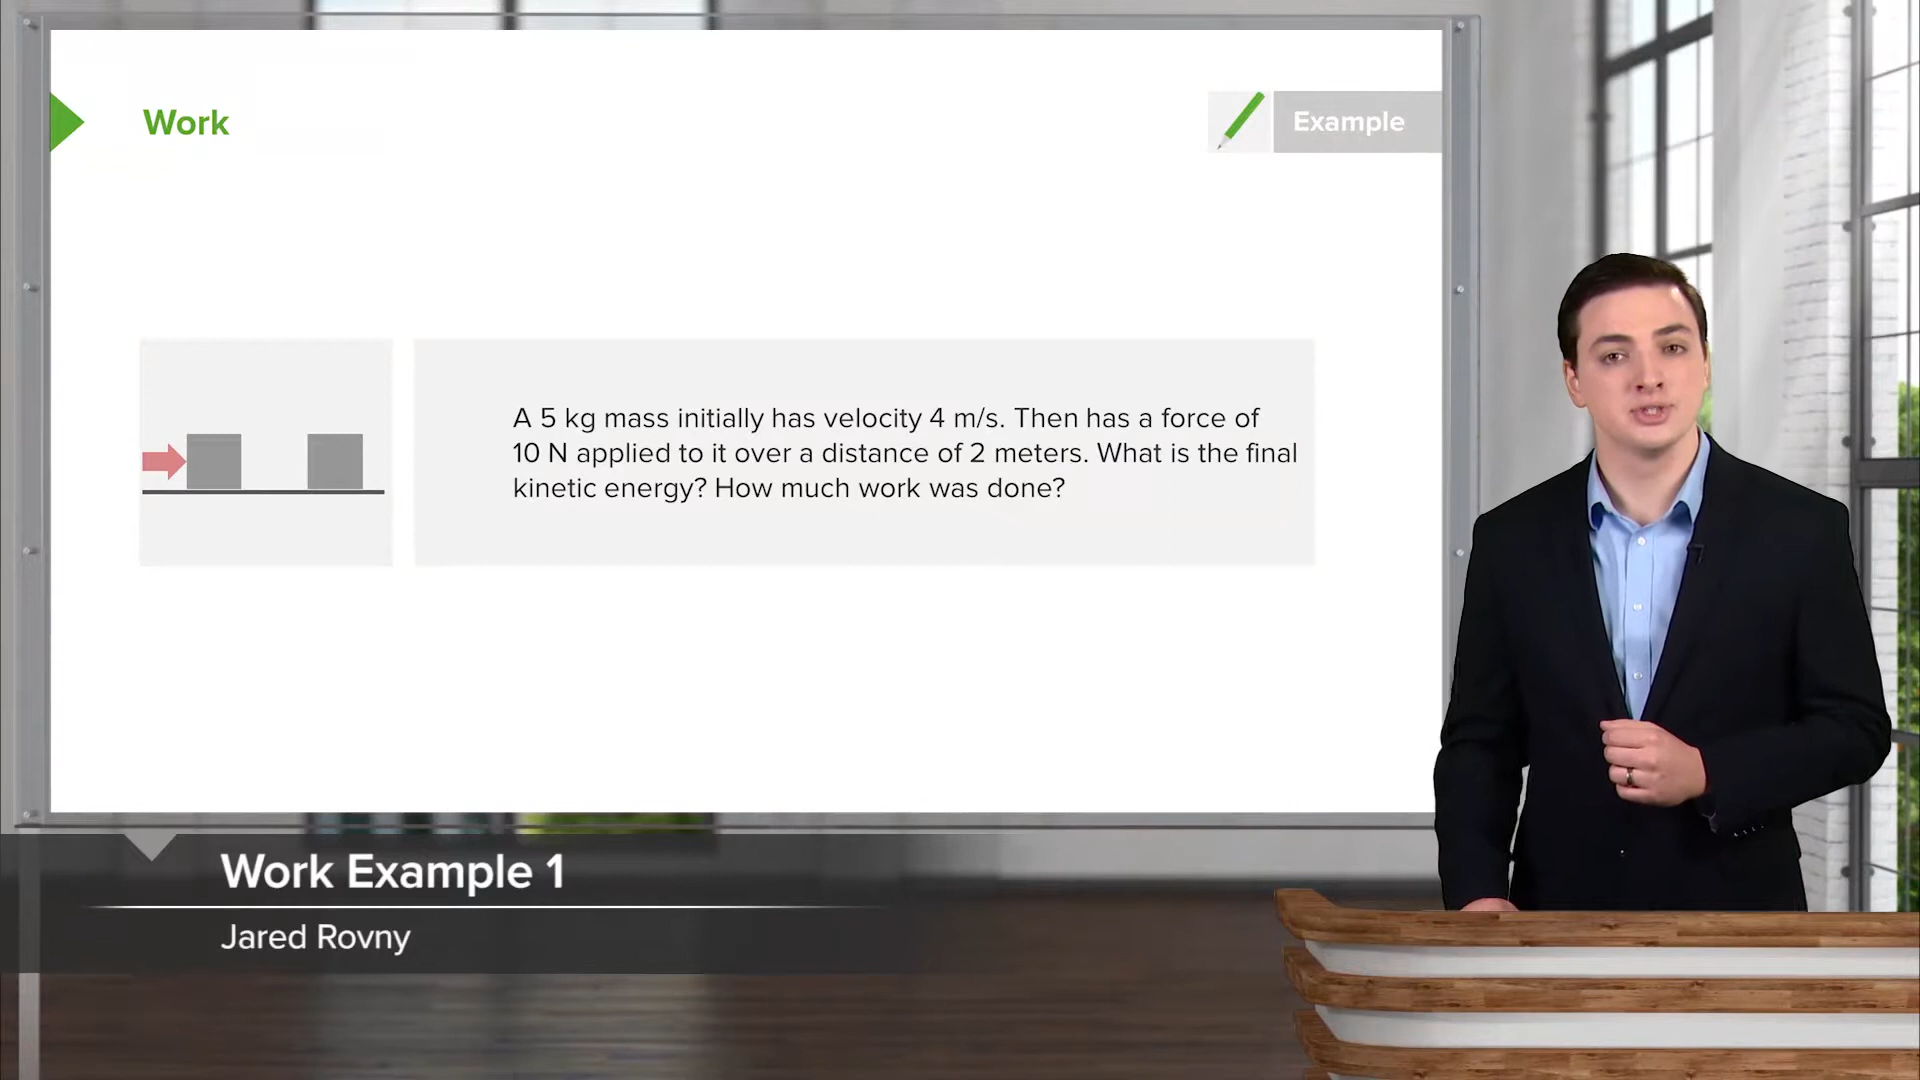 Work
Example
A 5 kg mass initially has velocity 4 m/s. Then has a force of
10 N applied to it over a distance of 2 meters. What is the final
kinetic energy? How much work was done?
Work Example 1
Jared Rovny